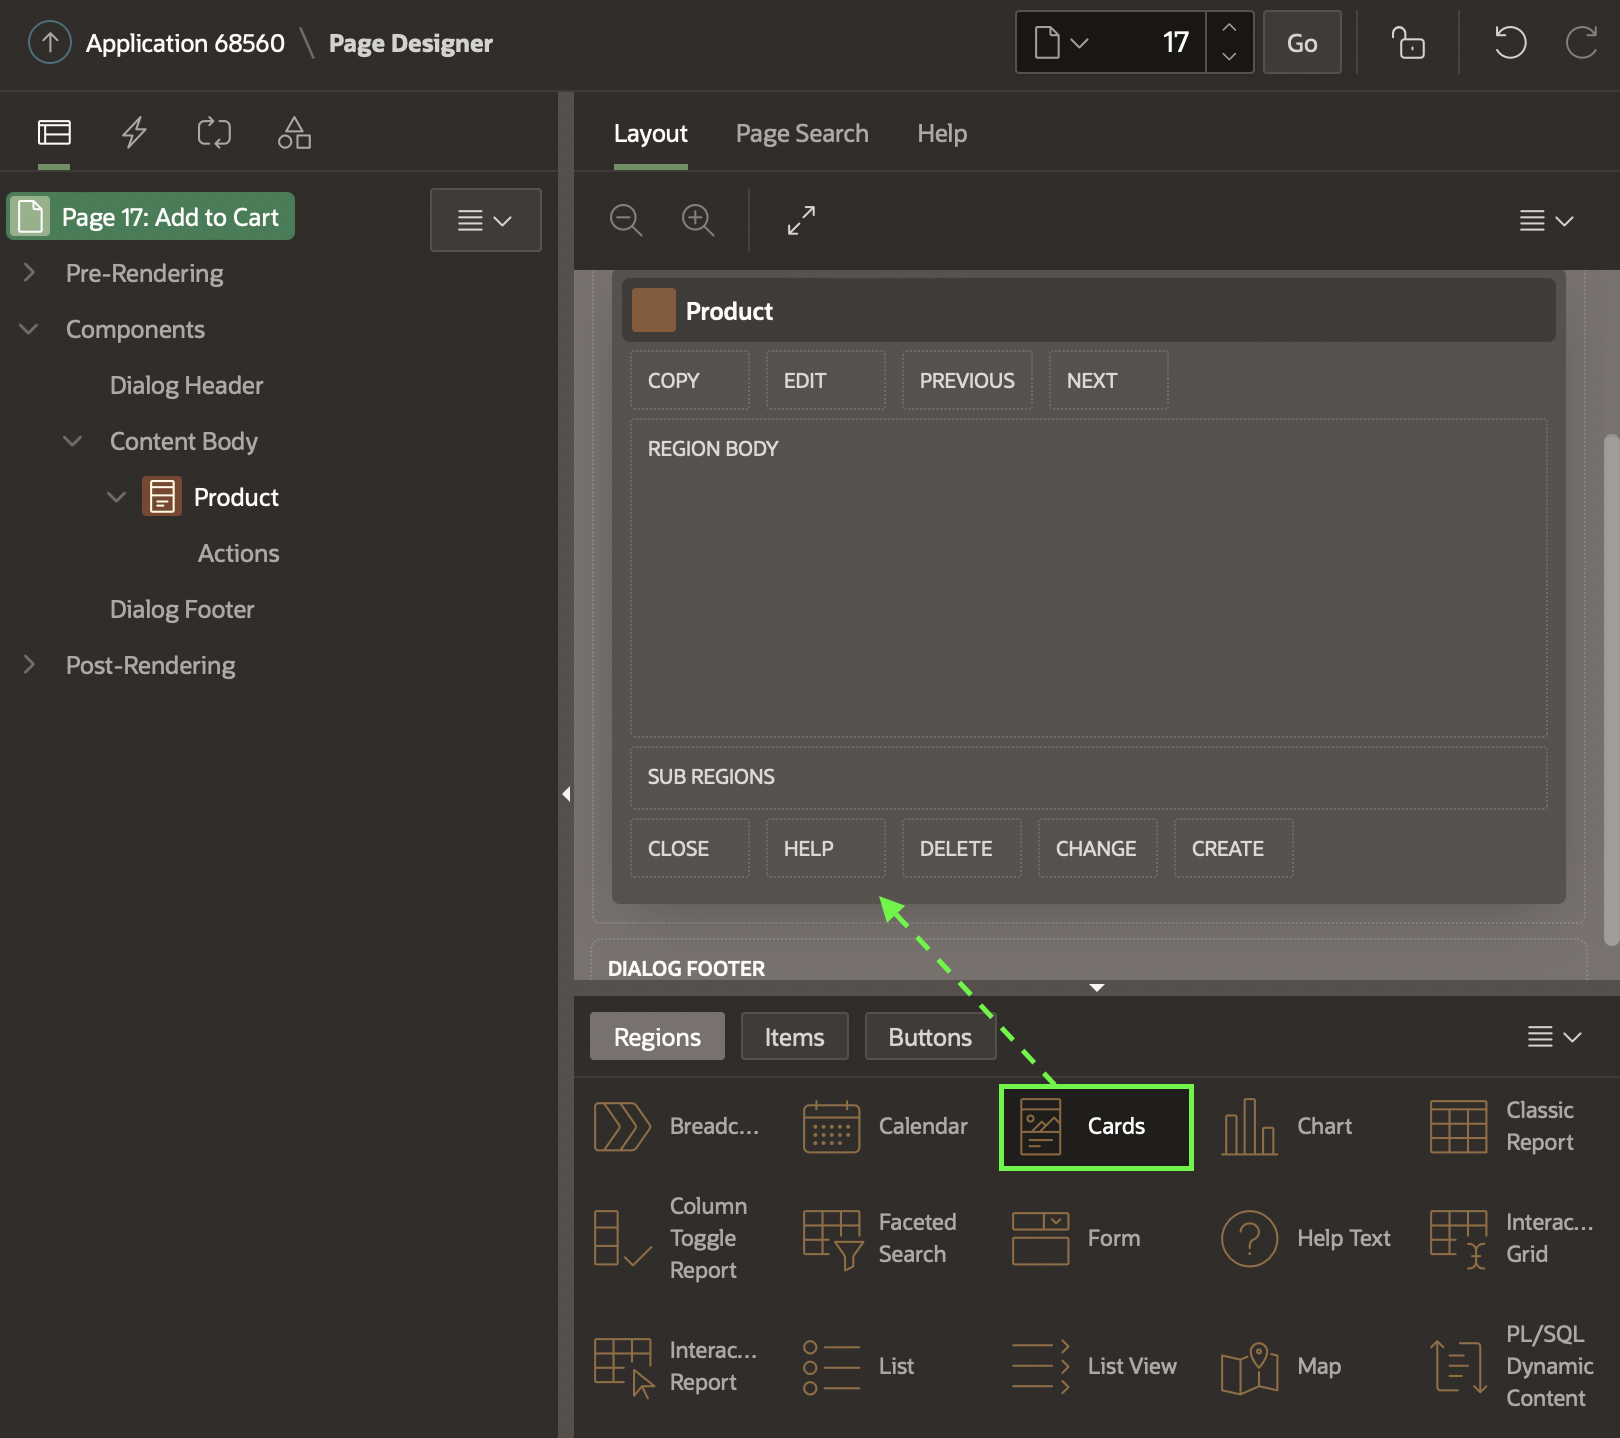 Application 68560 \ Page Designer
17
Go
Layout
Page Search
Help
Page 17: Add to Cart
Pre-Rendering
Components
Dialog Header
Content Body
Product
Actions
Dialog Footer
Post-Rendering
Product
COPY
EDIT
PREVIOUS
NEXT
REGION BODY
SUB REGIONS
CLOSE
HELP
DELETE
CHANGE
CREATE
DIALOG FOOTER
Regions
Items
Buttons
Breadc...
Calendar
Cards
Chart
Classic
Report
Column
Toggle
Report
Faceted
Search
Form
Help Text
Interac...
Grid
Interac...
Report
List
List View
Map
PL/SQL
Dynamic
Content